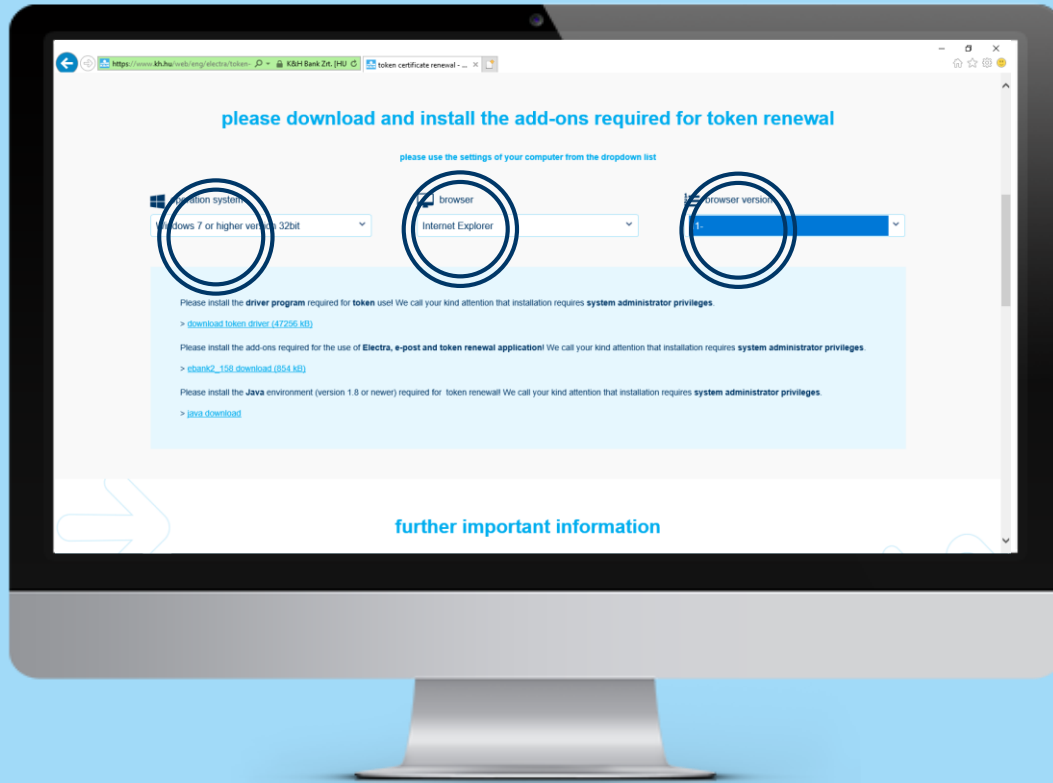 https://www.kh.hu/web/eng/electra/token- K&H Bank Zrt. [HU token certificate renewal - ...
please download and install the add-ons required for token renewal
please use the settings of your computer from the dropdown list
operation system browser browser version
Windows 7 or higher version 32bit Internet Explorer 1-
Please install the driver program required for token use! We call your kind attention that installation requires system administrator privileges.
> download token driver (47256 kB)
Please install the add-ons required for the use of Electra, e-post and token renewal application! We call your kind attention that installation requires system administrator privileges.
> ebank2_158 download (854 kB)
Please install the Java environment (version 1.8 or newer) required for token renewal! We call your kind attention that installation requires system administrator privileges.
> java download
further important information